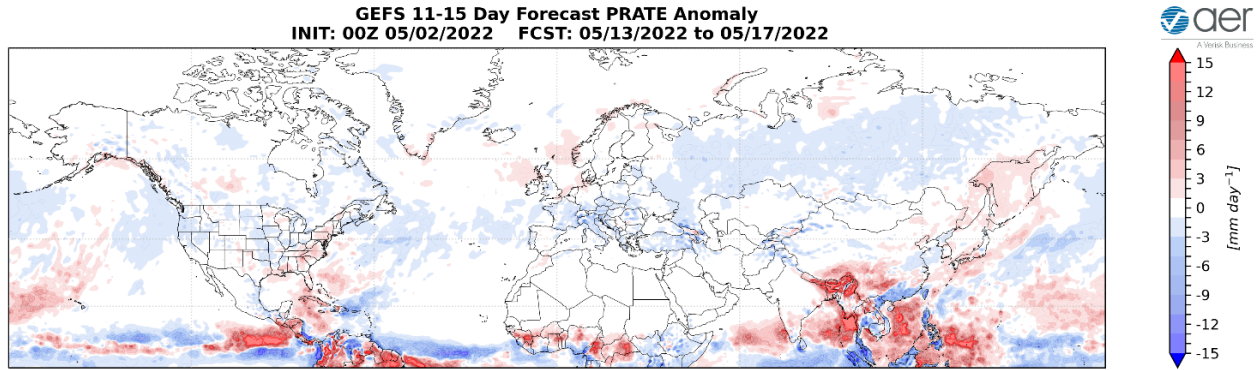 GEFS 11-15 Day Forecast PRATE Anomaly
INIT: 00Z 05/02/2022 FCST: 05/13/2022 to 05/17/2022
aer
A Verisk Business
15
12
9
6
3
0
-3
-6
-9
-12
-15
[mm day⁻¹]